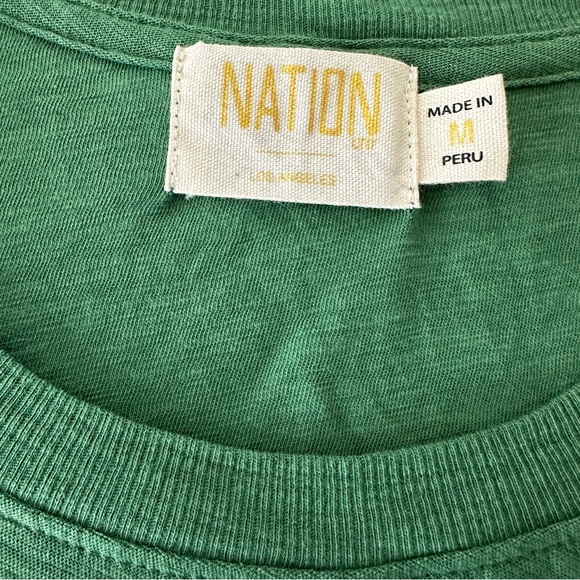 NATION
LTD
LOS ANGELES
MADE IN
M
PERU